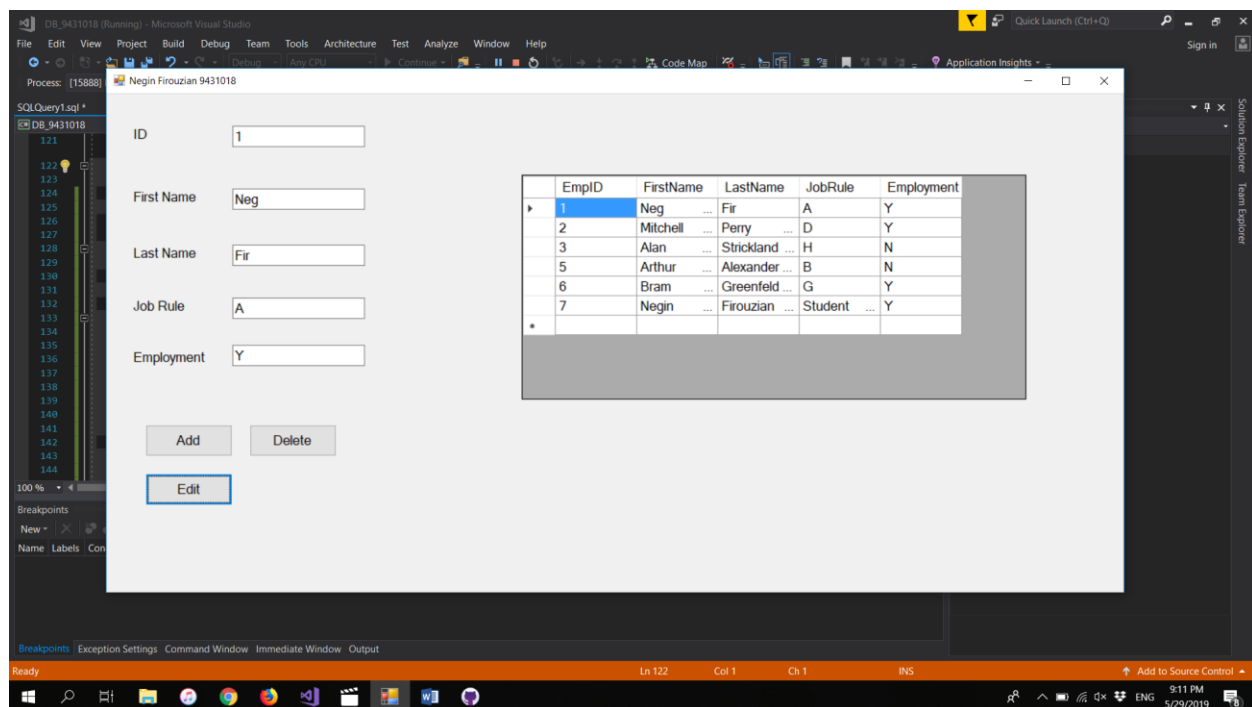 DB_9431018 (Running) - Microsoft Visual Studio
Quick Launch (Ctrl+Q)
File Edit View Project Build Debug Team Tools Architecture Test Analyze Window Help
Sign in
Debug Any CPU Continue Code Map Application Insights
Process: [15888]
Negin Firouzian 9431018
SQLQuery1.sql *
DB_9431018
Solution Explorer
Team Explorer
121
122
123
124
125
126
127
128
129
130
131
132
133
134
135
136
137
138
139
140
141
142
143
144
ID 1
First Name Neg
Last Name Fir
Job Rule A
Employment Y
Add Delete
Edit
EmpID FirstName LastName JobRule Employment
1 Neg ... Fir A Y
2 Mitchell ... Perry ... D Y
3 Alan ... Strickland ... H N
5 Arthur ... Alexander ... B N
6 Bram ... Greenfeld ... G Y
7 Negin ... Firouzian ... Student ... Y
100 %
Breakpoints
New
Name Labels Con
Breakpoints Exception Settings Command Window Immediate Window Output
Ready Ln 122 Col 1 Ch 1 INS Add to Source Control
ENG 9:11 PM
5/29/2019